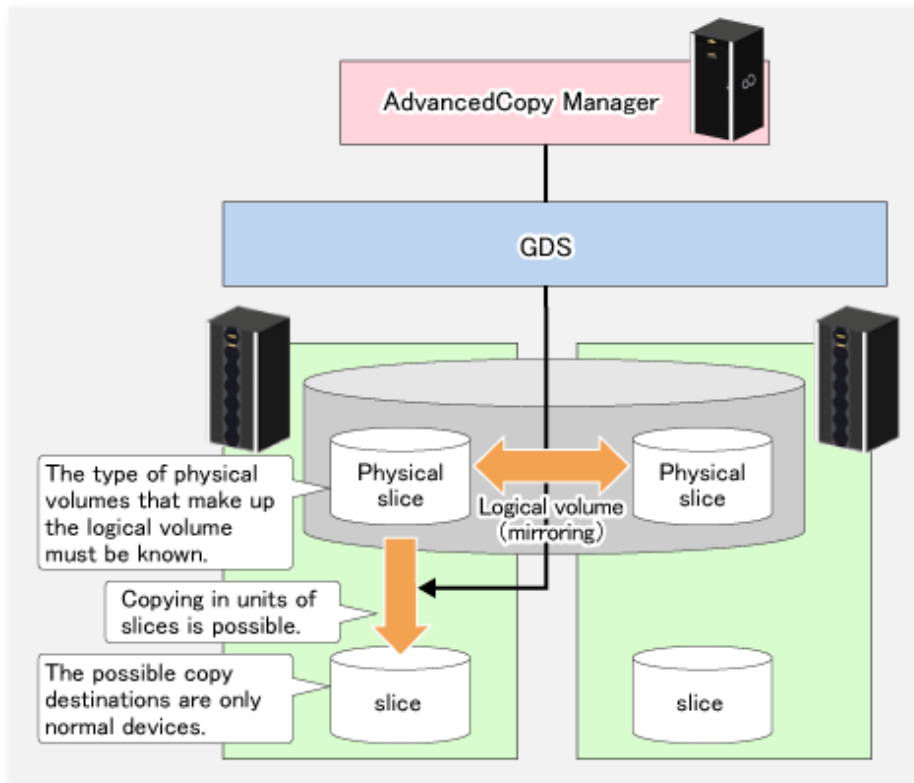 AdvancedCopy Manager
GDS
Physical
slice
Physical
slice
Logical volume
(mirroring)
The type of physical
volumes that make up
the logical volume
must be known.
Copying in units of
slices is possible.
The possible copy
destinations are only
normal devices.
slice
slice